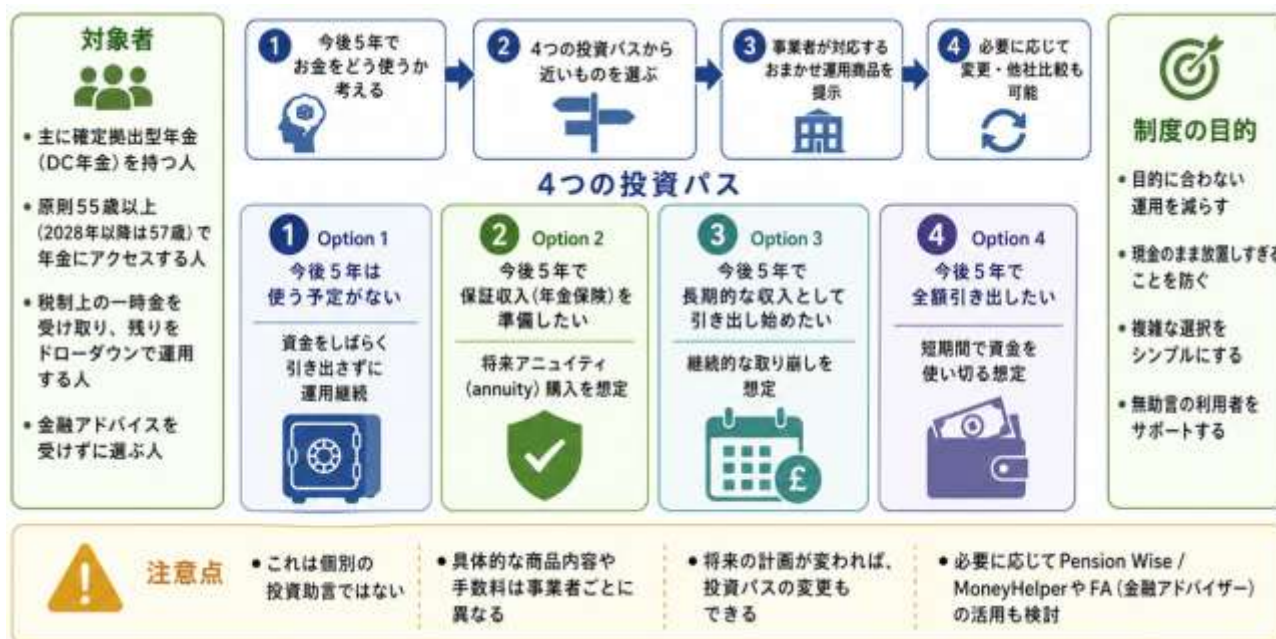 対象者
• 主に確定拠出型年金
(DC年金)を持つ人
• 原則55歳以上
(2028年以降は57歳)で
年金にアクセスする人
• 税制上の一時金を
受け取り、残りを
ドローダウンで運用
する人
• 金融アドバイスを
受けずに選ぶ人
1 今後5年で
お金をどう使うか
考える
2 4つの投資パスから
近いものを選ぶ
3 事業者が対応する
おまかせ運用商品を
提示
4 必要に応じて
変更・他社比較も
可能
4つの投資パス
1 Option 1
今後5年は
使う予定がない
資金をしばらく
引き出さずに
運用継続
2 Option 2
今後5年で
保証収入(年金保険)を
準備したい
将来アニュイティ
(annuity)購入を想定
3 Option 3
今後5年で
長期的な収入として
引き出し始めたい
継続的な取り崩しを
想定
£
4 Option 4
今後5年で
全額引き出したい
短期間で資金を
使い切る想定
制度の目的
• 目的に合わない
運用を減らす
• 現金のまま放置しすぎる
ことを防ぐ
• 複雑な選択を
シンプルにする
• 無助言の利用者を
サポートする
注意点
• これは個別の
投資助言ではない
• 具体的な商品内容や
手数料は事業者ごとに
異なる
• 将来の計画が変われば、
投資パスの変更も
できる
• 必要に応じて Pension Wise /
MoneyHelper や FA (金融アドバイザー)
の活用も検討